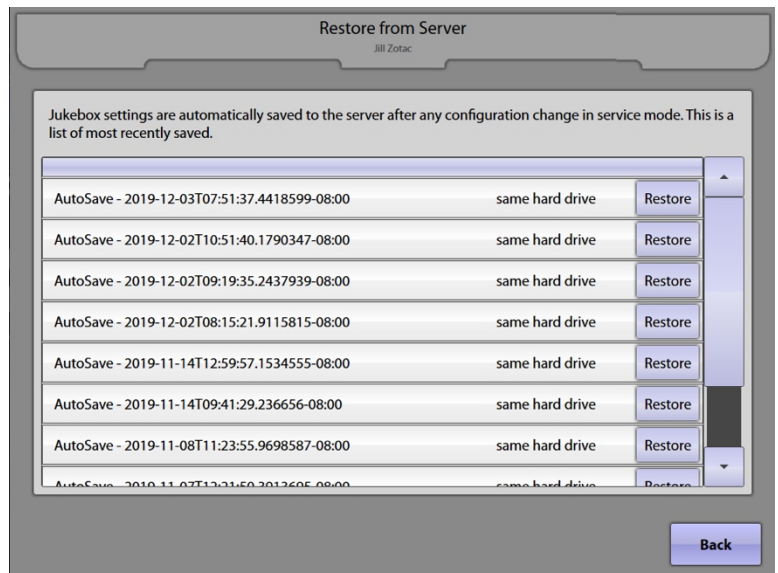 Restore from Server
Jill Zotac
Jukebox settings are automatically saved to the server after any configuration change in service mode. This is a
list of most recently saved.
AutoSave - 2019-12-03T07:51:37.4418599-08:00 same hard drive Restore
AutoSave - 2019-12-02T10:51:40.1790347-08:00 same hard drive Restore
AutoSave - 2019-12-02T09:19:35.2437939-08:00 same hard drive Restore
AutoSave - 2019-12-02T08:15:21.9115815-08:00 same hard drive Restore
AutoSave - 2019-11-14T12:59:57.1534555-08:00 same hard drive Restore
AutoSave - 2019-11-14T09:41:29.236656-08:00 same hard drive Restore
AutoSave - 2019-11-08T11:23:55.9698587-08:00 same hard drive Restore
AutoSave - same hard drive Restore
Back